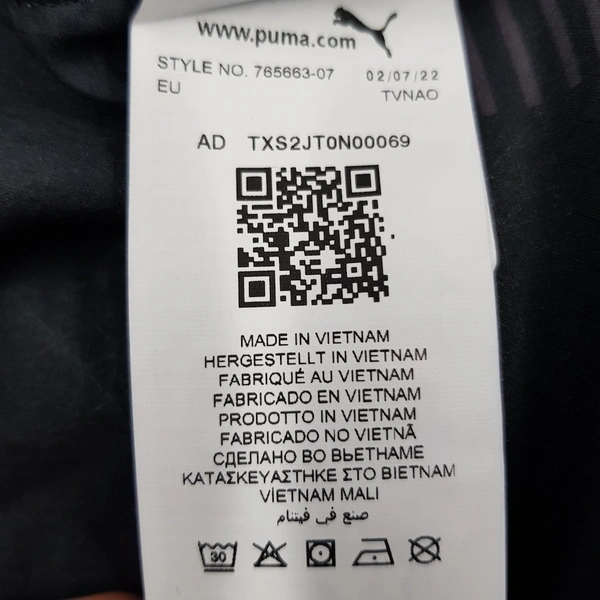 www.puma.com
STYLE NO. 765663-07 02/07/22
EU TVNAO
AD TXS2JT0N00069
MADE IN VIETNAM
HERGESTELLT IN VIETNAM
FABRIQUÉ AU VIETNAM
FABRICADO EN VIETNAM
PRODOTTO IN VIETNAM
FABRICADO NO VIETNÃ
СДЕЛАНО ВО ВЬЕТНАМЕ
ΚΑΤΑΣΚΕΥΑΣΤΗΚΕ ΣΤΟ ΒΙΕΤΝΑΜ
VİETNAM MALI
صنع في فيتنام
30